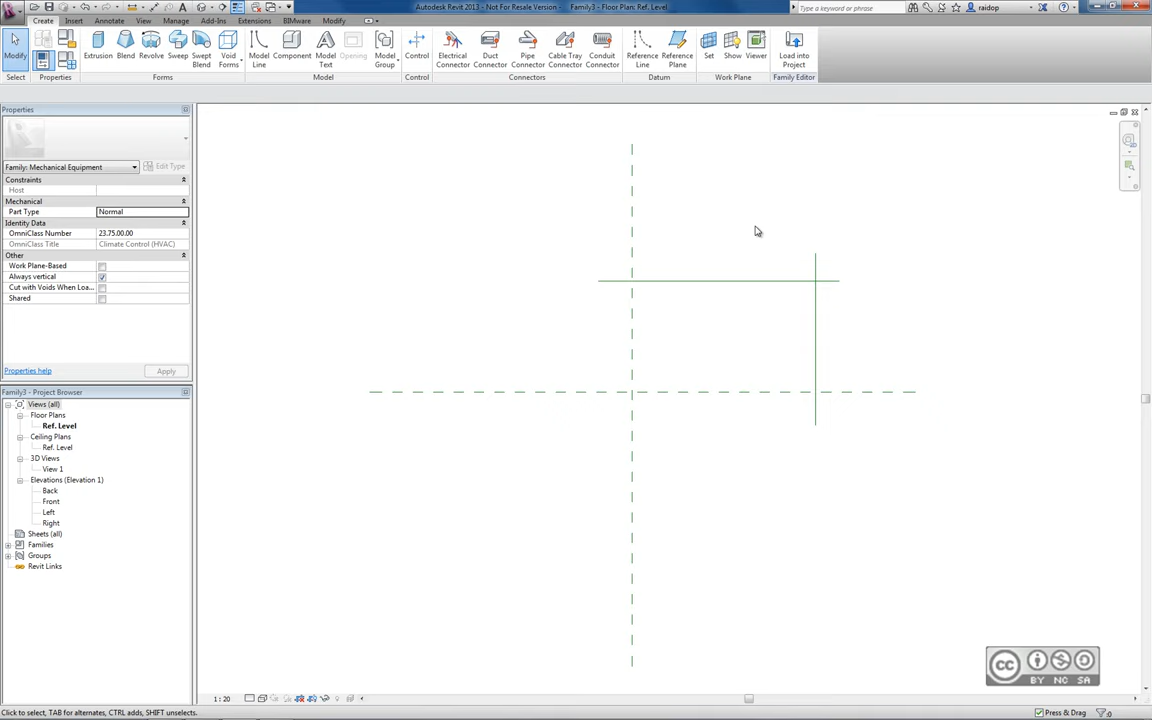 Autodesk Revit 2013 - Not For Resale Version - Family3 - Floor Plan: Ref. Level
Type a keyword or phrase
raidop
Create Insert Annotate View Manage Add-Ins Extensions BIMware Modify
Modify
Extrusion Blend Revolve Sweep Swept Blend Void Forms
Model Line Component Model Text Opening Model Group
Control
Electrical Connector Duct Connector Pipe Connector Cable Tray Connector Conduit Connector
Reference Line Reference Plane
Set Show Viewer
Load into Project
Select Properties Forms Model Control Connectors Datum Work Plane Family Editor
Properties
Family: Mechanical Equipment
Edit Type
Constraints
Host
Mechanical
Part Type Normal
Identity Data
OmniClass Number 23.75.00.00
OmniClass Title Climate Control (HVAC)
Other
Work Plane-Based
Always vertical
Cut with Voids When Loa...
Shared
Properties help
Apply
Family3 - Project Browser
Views (all)
Floor Plans
Ref. Level
Ceiling Plans
Ref. Level
3D Views
View 1
Elevations (Elevation 1)
Back
Front
Left
Right
Sheets (all)
Families
Groups
Revit Links
1 : 20
cc BY NC SA
Click to select, TAB for alternates, CTRL adds, SHIFT unselects.
Press & Drag
:0